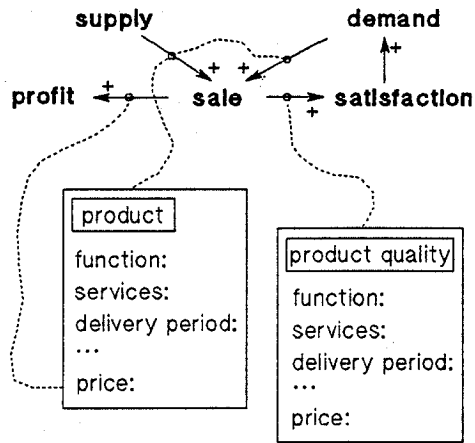 supply demand
+ + +
profit + sale + satisfaction
product
function:
services:
delivery period:
...
price:
product quality
function:
services:
delivery period:
...
price: